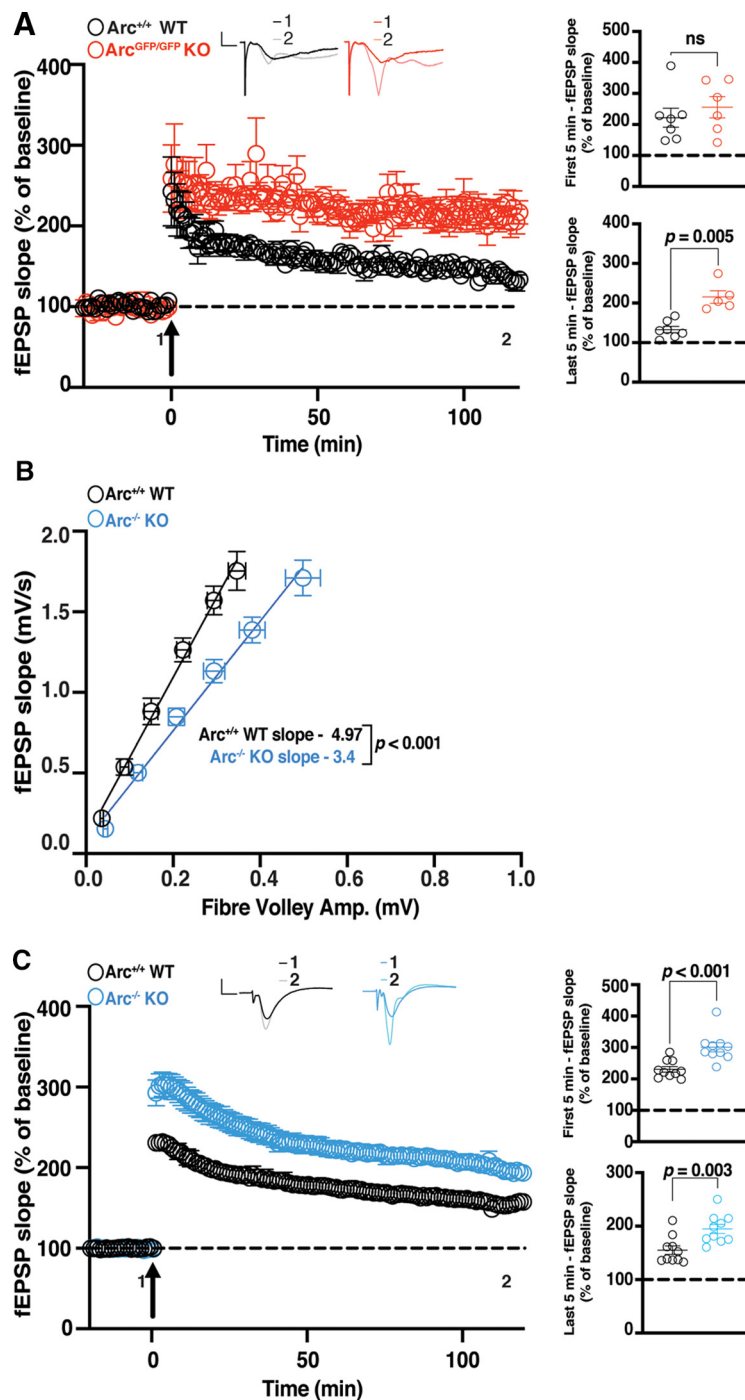 A
Arc+/+ WT
ArcGFP/GFP KO
–1
–2
–1
–2
fEPSP slope (% of baseline)
400
300
200
100
0
1
2
0
50
100
Time (min)
First 5 min - fEPSP slope
(% of baseline)
500
400
300
200
100
0
ns
Last 5 min - fEPSP slope
(% of baseline)
400
300
200
100
0
p = 0.005
B
Arc+/+ WT
Arc-/- KO
fEPSP slope (mV/s)
2.0
1.5
1.0
0.5
0.0
Arc+/+ WT slope - 4.97
Arc-/- KO slope - 3.4
p < 0.001
0.0
0.2
0.4
0.6
0.8
1.0
Fibre Volley Amp. (mV)
C
Arc+/+ WT
Arc-/- KO
–1
–2
–1
–2
fEPSP slope (% of baseline)
400
300
200
100
0
1
2
0
50
100
Time (min)
First 5 min - fEPSP slope
(% of baseline)
500
400
300
200
100
0
p < 0.001
Last 5 min - fEPSP slope
(% of baseline)
300
200
100
0
p = 0.003